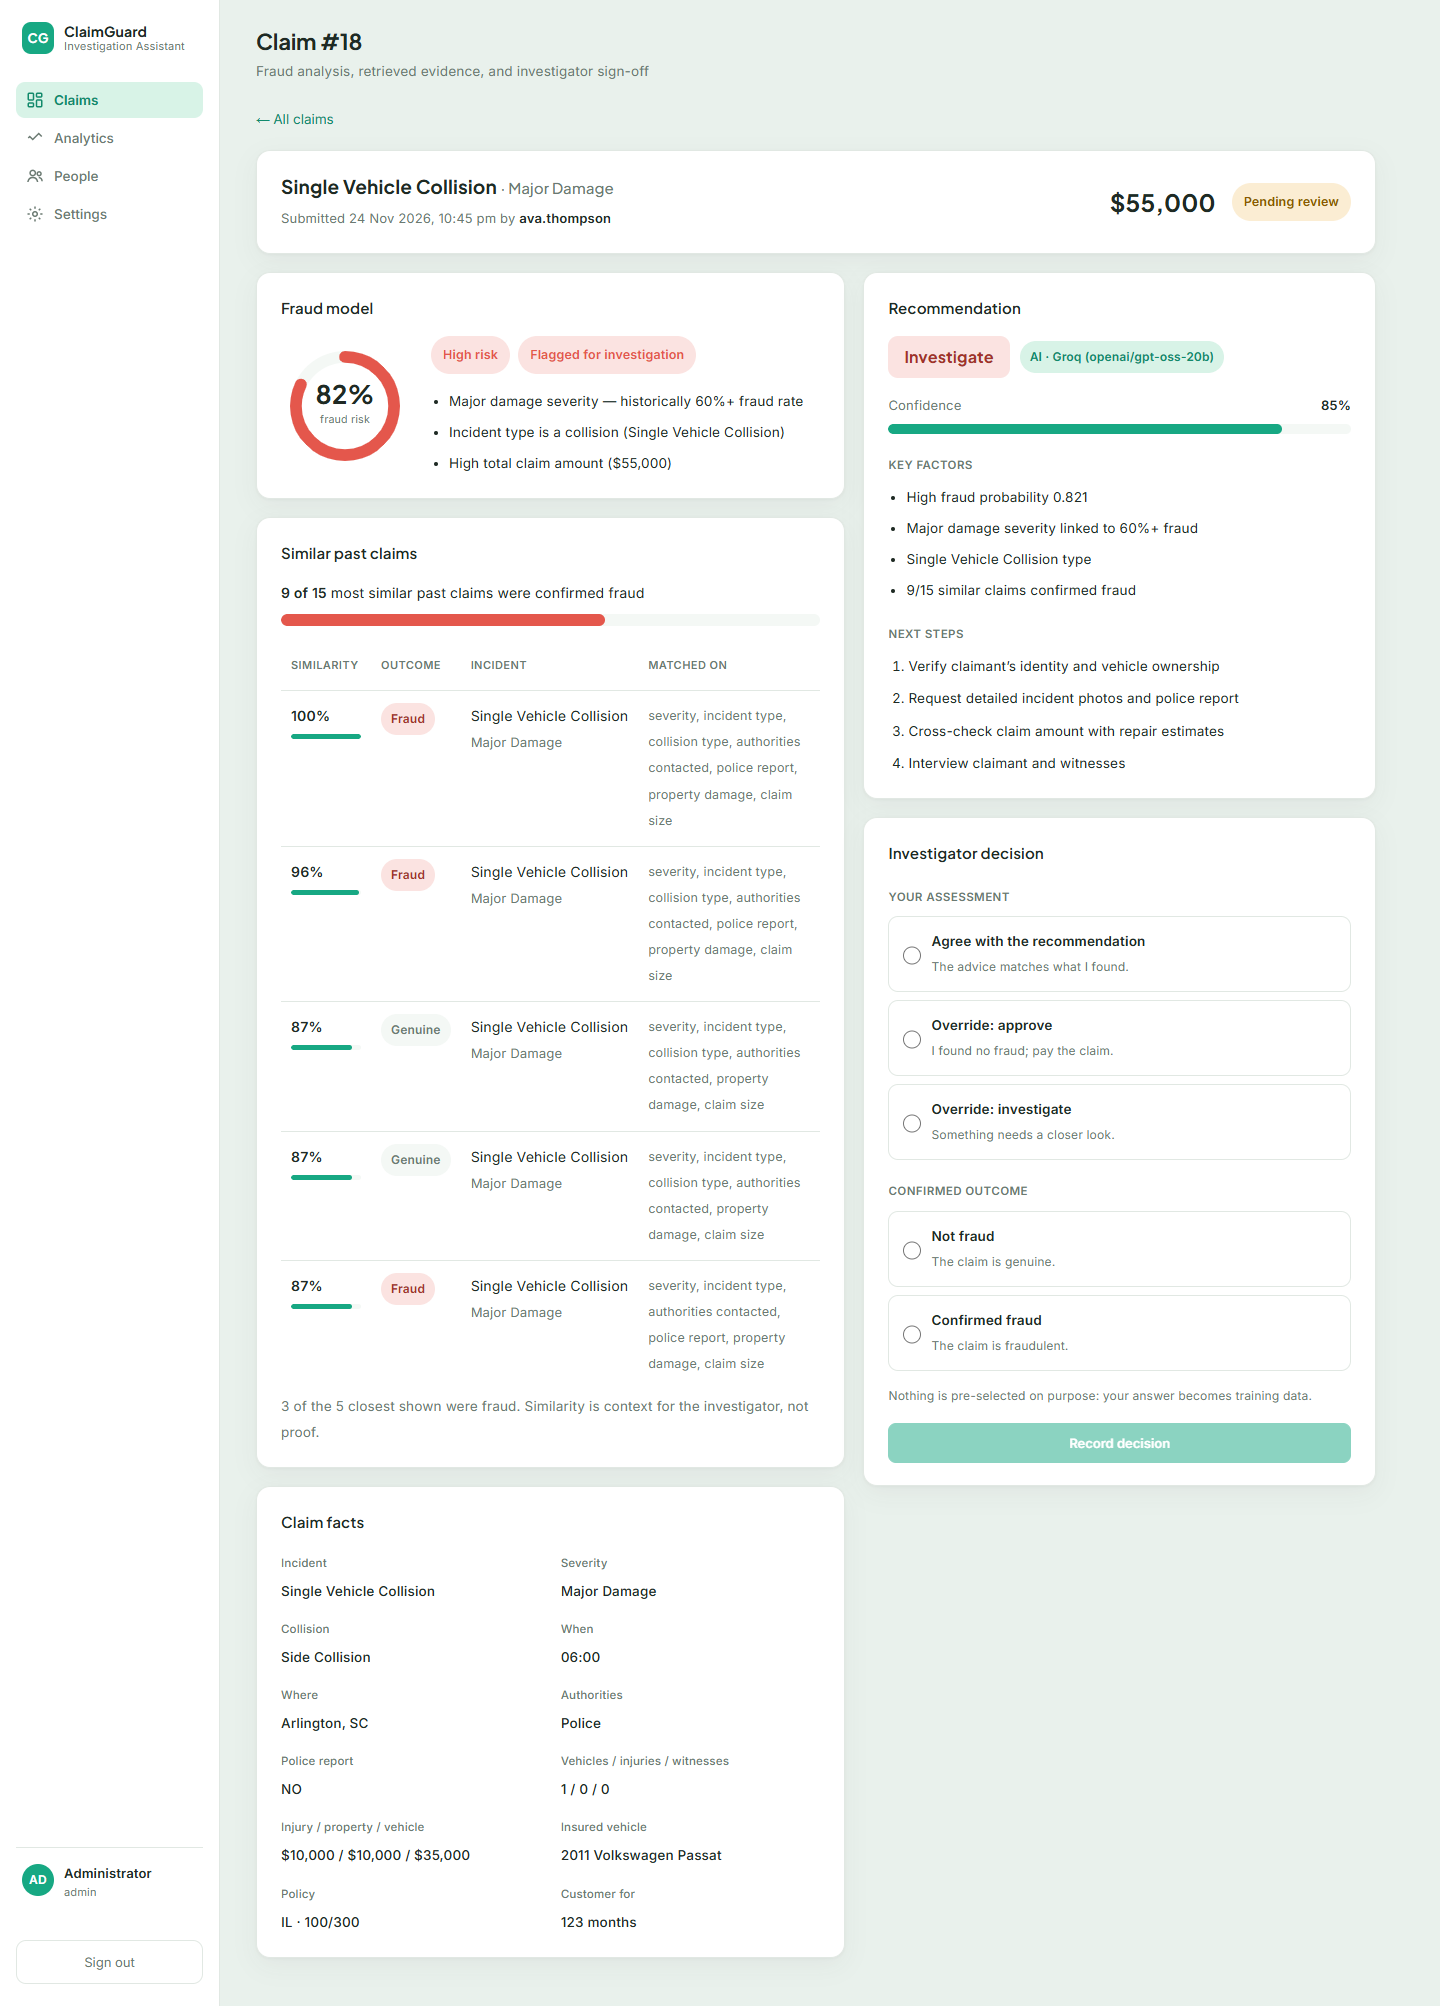 CG
ClaimGuard
Investigation Assistant
Claims
Analytics
People
Settings
Administrator
AD
admin
Sign out
Claim #18
Fraud analysis, retrieved evidence, and investigator sign-off
← All claims
Single Vehicle Collision · Major Damage
Submitted 24 Nov 2026, 10:45 pm by ava.thompson
$55,000
Pending review
Fraud model
82%
fraud risk
High risk
Flagged for investigation
• Major damage severity — historically 60%+ fraud rate
• Incident type is a collision (Single Vehicle Collision)
• High total claim amount ($55,000)
Similar past claims
9 of 15 most similar past claims were confirmed fraud
SIMILARITY OUTCOME INCIDENT MATCHED ON
100% Fraud Single Vehicle Collision severity, incident type,
Major Damage collision type, authorities
contacted, police report,
property damage, claim
size
96% Fraud Single Vehicle Collision severity, incident type,
Major Damage collision type, authorities
contacted, police report,
property damage, claim
size
87% Genuine Single Vehicle Collision severity, incident type,
Major Damage collision type, authorities
contacted, property
damage, claim size
87% Genuine Single Vehicle Collision severity, incident type,
Major Damage collision type, authorities
contacted, property
damage, claim size
87% Fraud Single Vehicle Collision severity, incident type,
Major Damage authorities contacted,
police report, property
damage, claim size
3 of the 5 closest shown were fraud. Similarity is context for the investigator, not
proof.
Claim facts
Incident Severity
Single Vehicle Collision Major Damage
Collision When
Side Collision 06:00
Where Authorities
Arlington, SC Police
Police report Vehicles / injuries / witnesses
NO 1 / 0 / 0
Injury / property / vehicle Insured vehicle
$10,000 / $10,000 / $35,000 2011 Volkswagen Passat
Policy Customer for
IL · 100/300 123 months
Recommendation
Investigate
AI · Groq (openai/gpt-oss-20b)
Confidence 85%
KEY FACTORS
• High fraud probability 0.821
• Major damage severity linked to 60%+ fraud
• Single Vehicle Collision type
• 9/15 similar claims confirmed fraud
NEXT STEPS
1. Verify claimant’s identity and vehicle ownership
2. Request detailed incident photos and police report
3. Cross-check claim amount with repair estimates
4. Interview claimant and witnesses
Investigator decision
YOUR ASSESSMENT
Agree with the recommendation
The advice matches what I found.
Override: approve
I found no fraud; pay the claim.
Override: investigate
Something needs a closer look.
CONFIRMED OUTCOME
Not fraud
The claim is genuine.
Confirmed fraud
The claim is fraudulent.
Nothing is pre-selected on purpose: your answer becomes training data.
Record decision